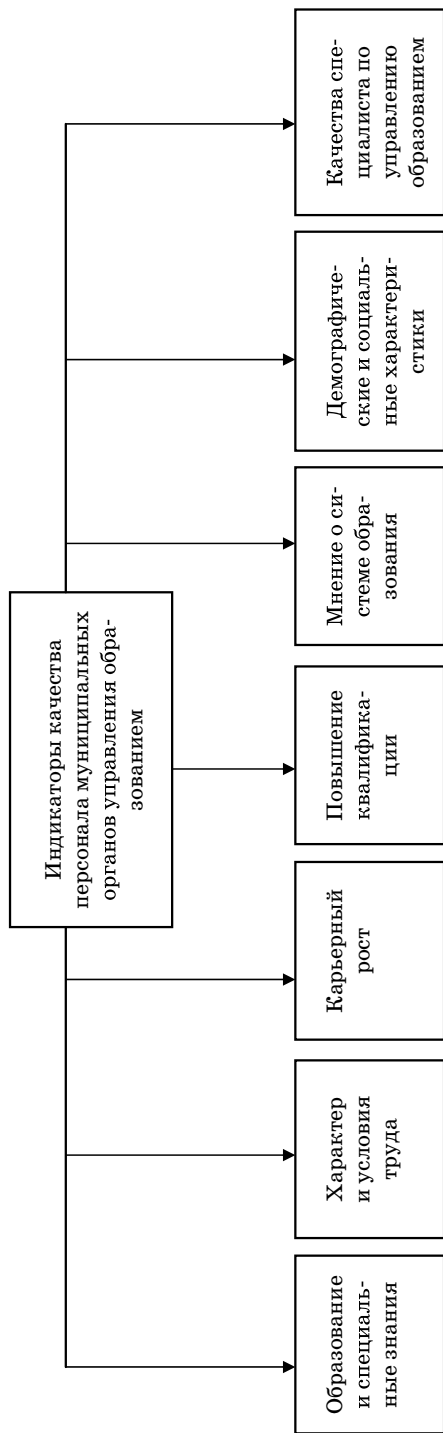 Индикаторы качества
персонала муниципальных
органов управления обра-
зованием
Образование
и специаль-
ные знания
Характер
и условия
труда
Карьерный
рост
Повышение
квалифика-
ции
Мнение о си-
стеме обра-
зования
Демографиче-
ские и социаль-
ные характери-
стики
Качества спе-
циалиста по
управлению
образованием